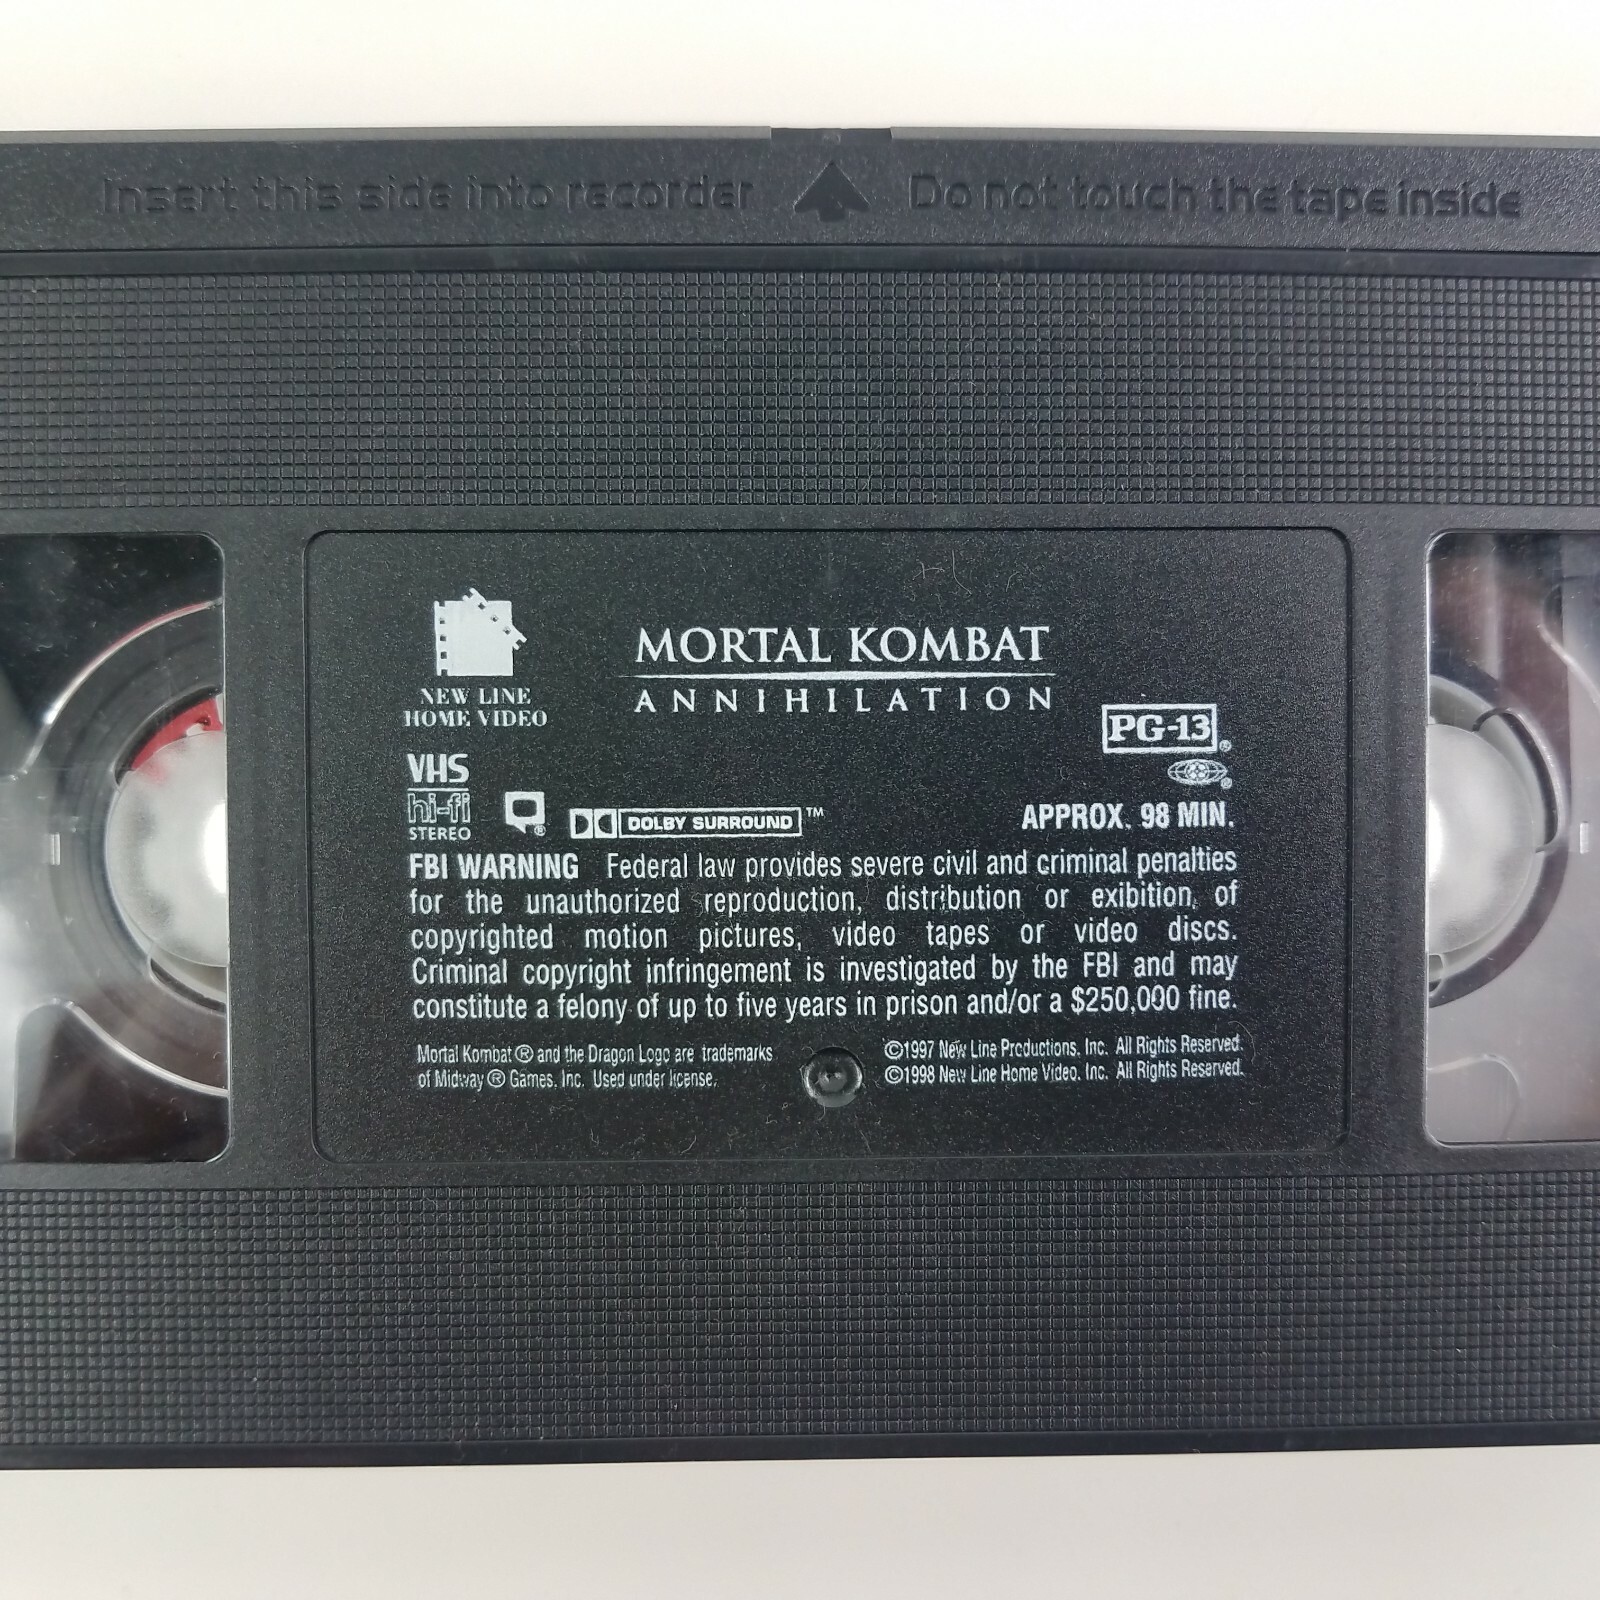 Insert this side into recorder Do not touch the tape inside
MORTAL KOMBAT
ANNIHILATION
NEW LINE
HOME VIDEO
PG-13®
VHS
hi-fi
STEREO
Q®
DOLBY SURROUND™
APPROX. 98 MIN.
FBI WARNING Federal law provides severe civil and criminal penalties
for the unauthorized reproduction, distribution or exibition, of
copyrighted motion pictures, video tapes or video discs.
Criminal copyright infringement is investigated by the FBI and may
constitute a felony of up to five years in prison and/or a $250,000 fine.
Mortal Kombat ® and the Dragon Logo are trademarks
of Midway ® Games, Inc. Used under license.
©1997 New Line Productions, Inc. All Rights Reserved.
©1998 New Line Home Video, Inc. All Rights Reserved.